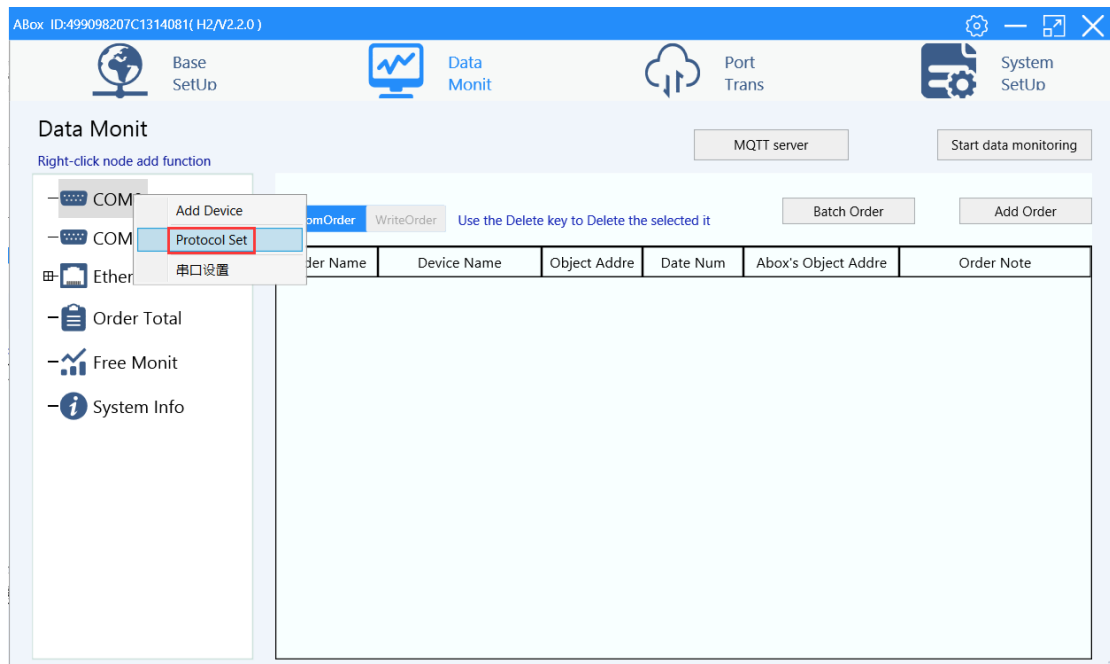 ABox ID:499098207C1314081( H2/V2.2.0 )
Base
SetUp
Data
Monit
Port
Trans
System
SetUp
Data Monit
MQTT server
Start data monitoring
Right-click node add function
COM
Add Device
omOrder
WriteOrder
Use the Delete key to Delete the selected it
Batch Order
Add Order
COM
Protocol Set
der Name
Device Name
Object Addre
Date Num
Abox's Object Addre
Order Note
Ether
串口设置
Order Total
Free Monit
System Info